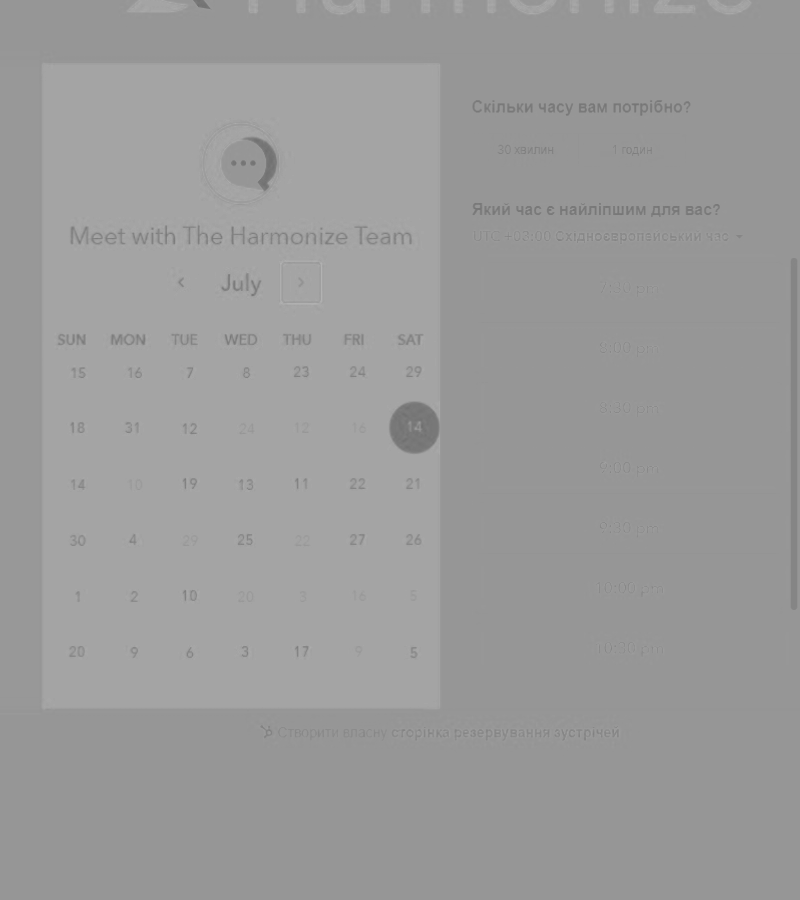 Harmonize
Meet with The Harmonize Team
July
SUN MON TUE WED THU FRI SAT
15 16 7 8 23 24 29
18 31 12 24 12 16 14
14 10 19 13 11 22 21
30 4 29 25 22 27 26
1 2 10 20 3 16 5
20 9 6 3 17 9 5
Скільки часу вам потрібно?
30 хвилин 1 годин
Який час є найліпшим для вас?
UTC +03:00 Східноєвропейський час
7:30 pm
8:00 pm
8:30 pm
9:00 pm
9:30 pm
10:00 pm
10:30 pm
Створити власну сторінка резервування зустрічей